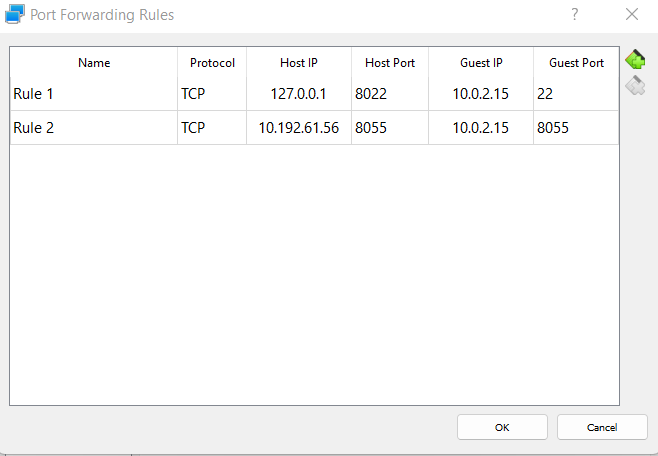 Port Forwarding Rules ?
Name Protocol Host IP Host Port Guest IP Guest Port
Rule 1 TCP 127.0.0.1 8022 10.0.2.15 22
Rule 2 TCP 10.192.61.56 8055 10.0.2.15 8055
OK Cancel